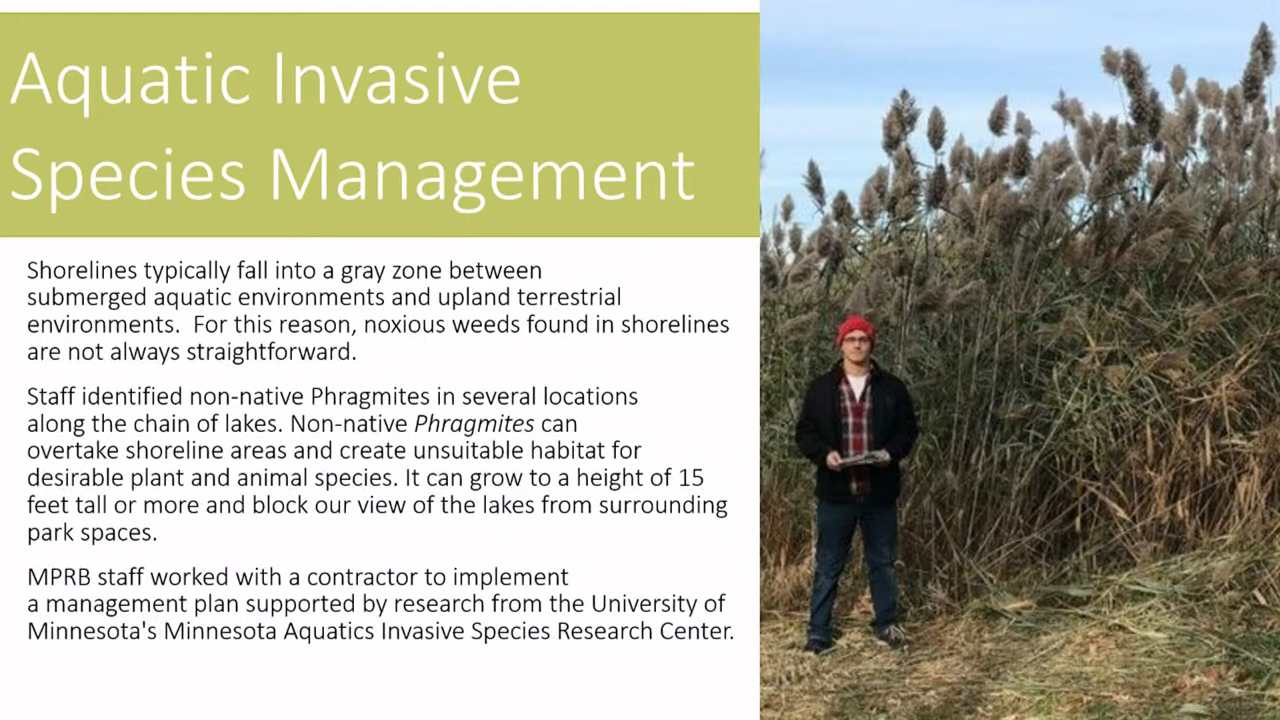 Aquatic Invasive
Species Management
Shorelines typically fall into a gray zone between
submerged aquatic environments and upland terrestrial
environments.  For this reason, noxious weeds found in shorelines
are not always straightforward.
Staff identified non-native Phragmites in several locations
along the chain of lakes. Non-native Phragmites can
overtake shoreline areas and create unsuitable habitat for
desirable plant and animal species. It can grow to a height of 15
feet tall or more and block our view of the lakes from surrounding
park spaces.
MPRB staff worked with a contractor to implement
a management plan supported by research from the University of
Minnesota's Minnesota Aquatics Invasive Species Research Center.